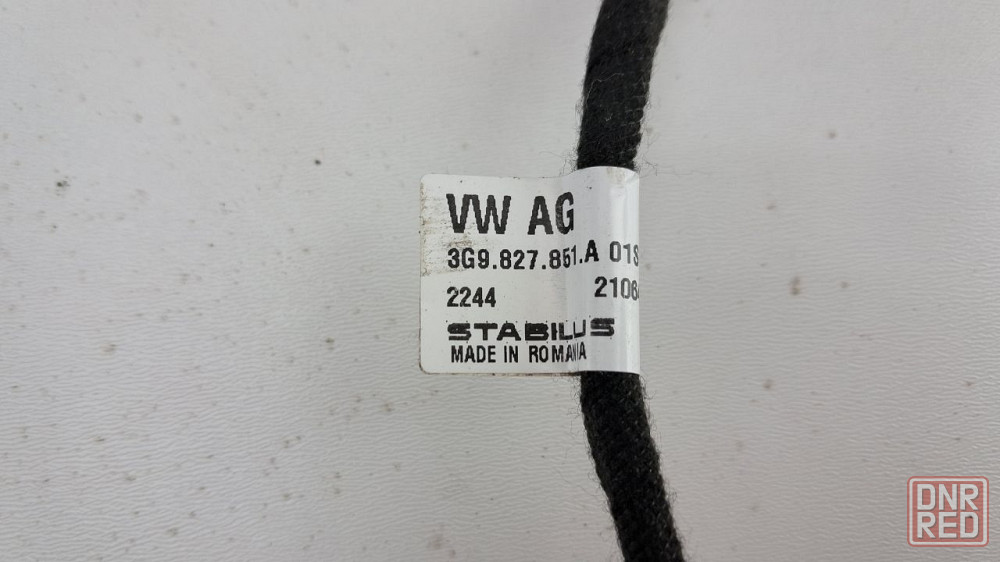 VW AG
3G9.827.851.A 01S
2244
2106
STABILUS
MADE IN ROMANIA
DNR
RED